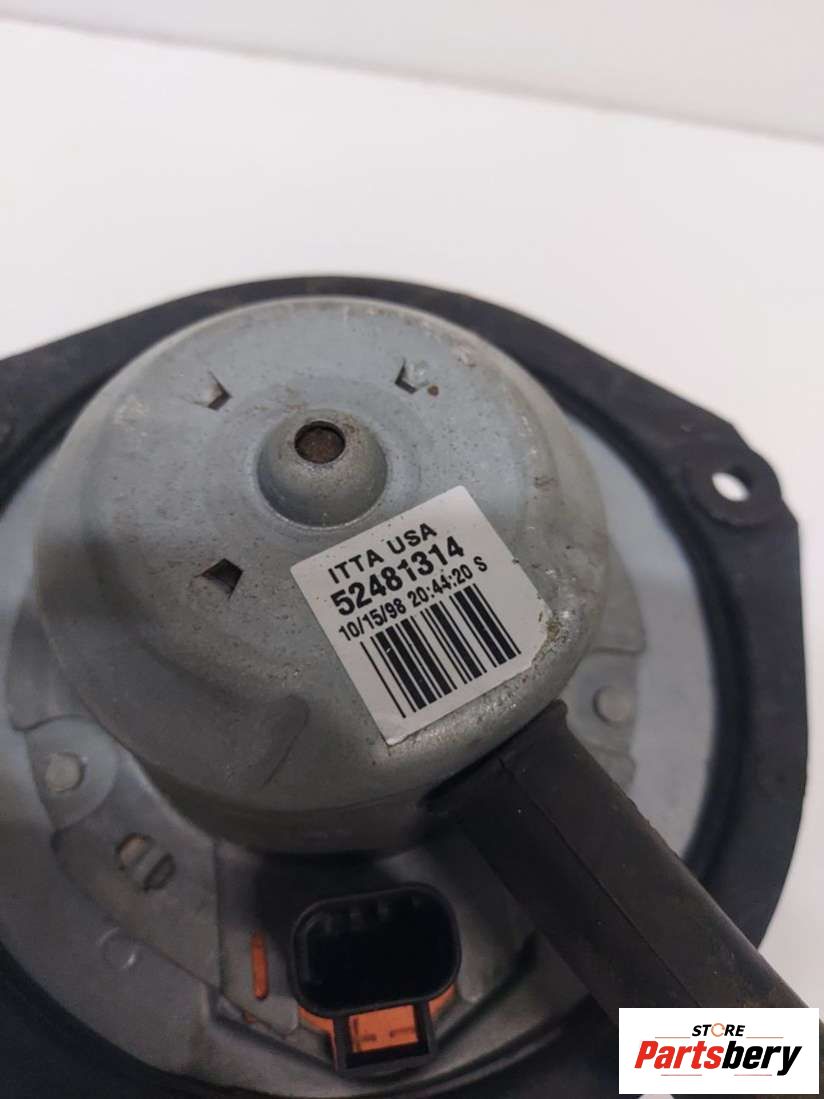 ITTA USA
52481314
10/15/98 20:44:20 S
STORE
Partsbery